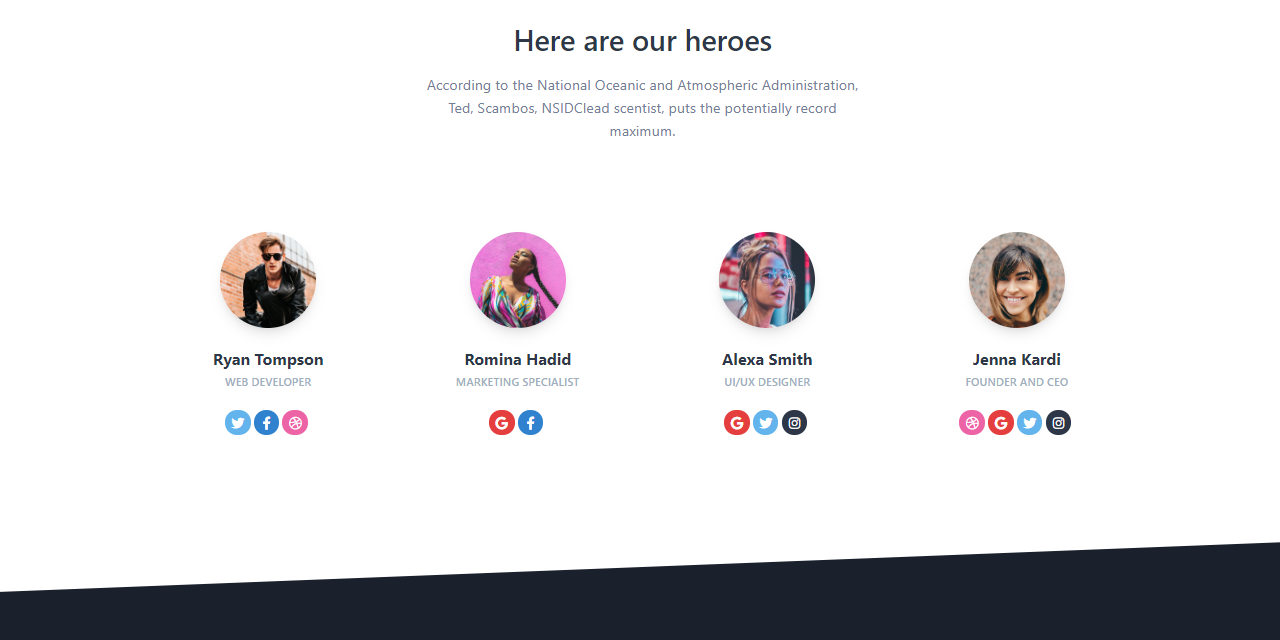 Here are our heroes
According to the National Oceanic and Atmospheric Administration,
Ted, Scambos, NSIDClead scentist, puts the potentially record
maximum.
Ryan Tompson
WEB DEVELOPER
Romina Hadid
MARKETING SPECIALIST
Alexa Smith
UI/UX DESIGNER
Jenna Kardi
FOUNDER AND CEO